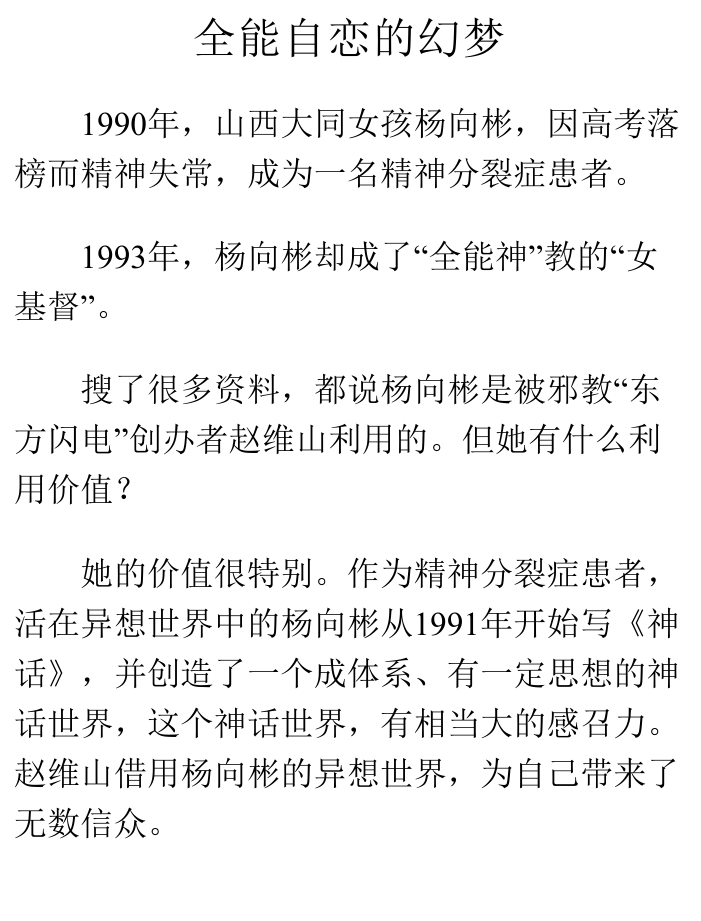 全能自恋的幻梦
1990年，山西大同女孩杨向彬，因高考落
榜而精神失常，成为一名精神分裂症患者。
1993年，杨向彬却成了“全能神”教的“女
基督”。
搜了很多资料，都说杨向彬是被邪教“东
方闪电”创办者赵维山利用的。但她有什么利
用价值？
她的价值很特别。作为精神分裂症患者，
活在异想世界中的杨向彬从1991年开始写《神
话》，并创造了一个成体系、有一定思想的神
话世界，这个神话世界，有相当大的感召力。
赵维山借用杨向彬的异想世界，为自己带来了
无数信众。